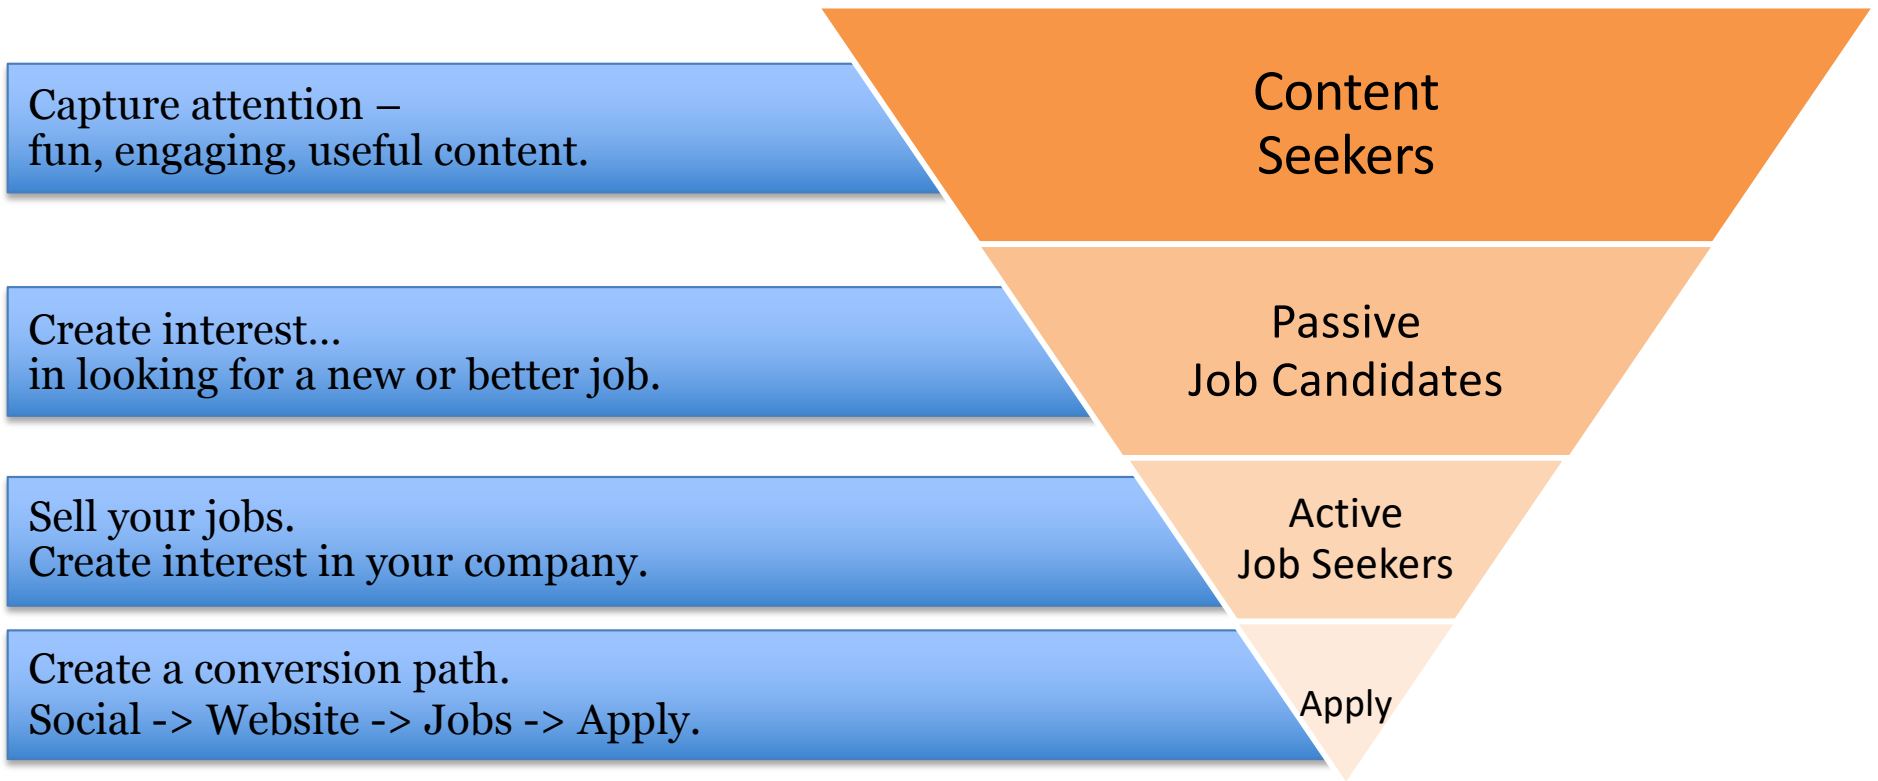 Capture attention –
fun, engaging, useful content.
Content
Seekers
Create interest...
in looking for a new or better job.
Passive
Job Candidates
Sell your jobs.
Create interest in your company.
Active
Job Seekers
Create a conversion path.
Social -> Website -> Jobs -> Apply.
Apply